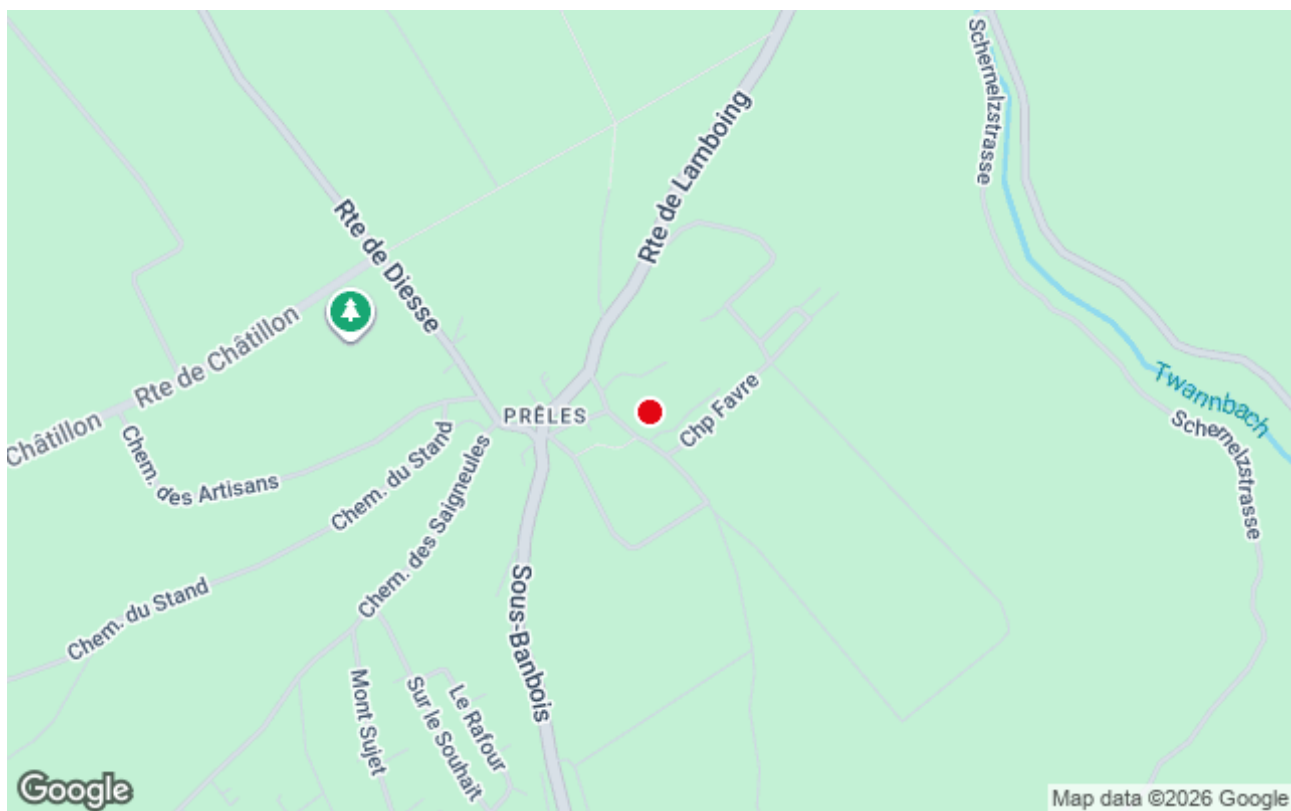 Schernelzstrasse
Rte de Lamboing
Rte de Diesse
Rte de Châtillon
Twannbach
Chp Favre
PRÊLES
Châtillon
Chem. des Artisans
Chem. du Stand
Chem. des Saigneules
Schernelzstrasse
Chem. du Stand
Sous-Banbois
Mont Sujet
Sur le Souhait
Le Rafour
Google
Map data ©2026 Google